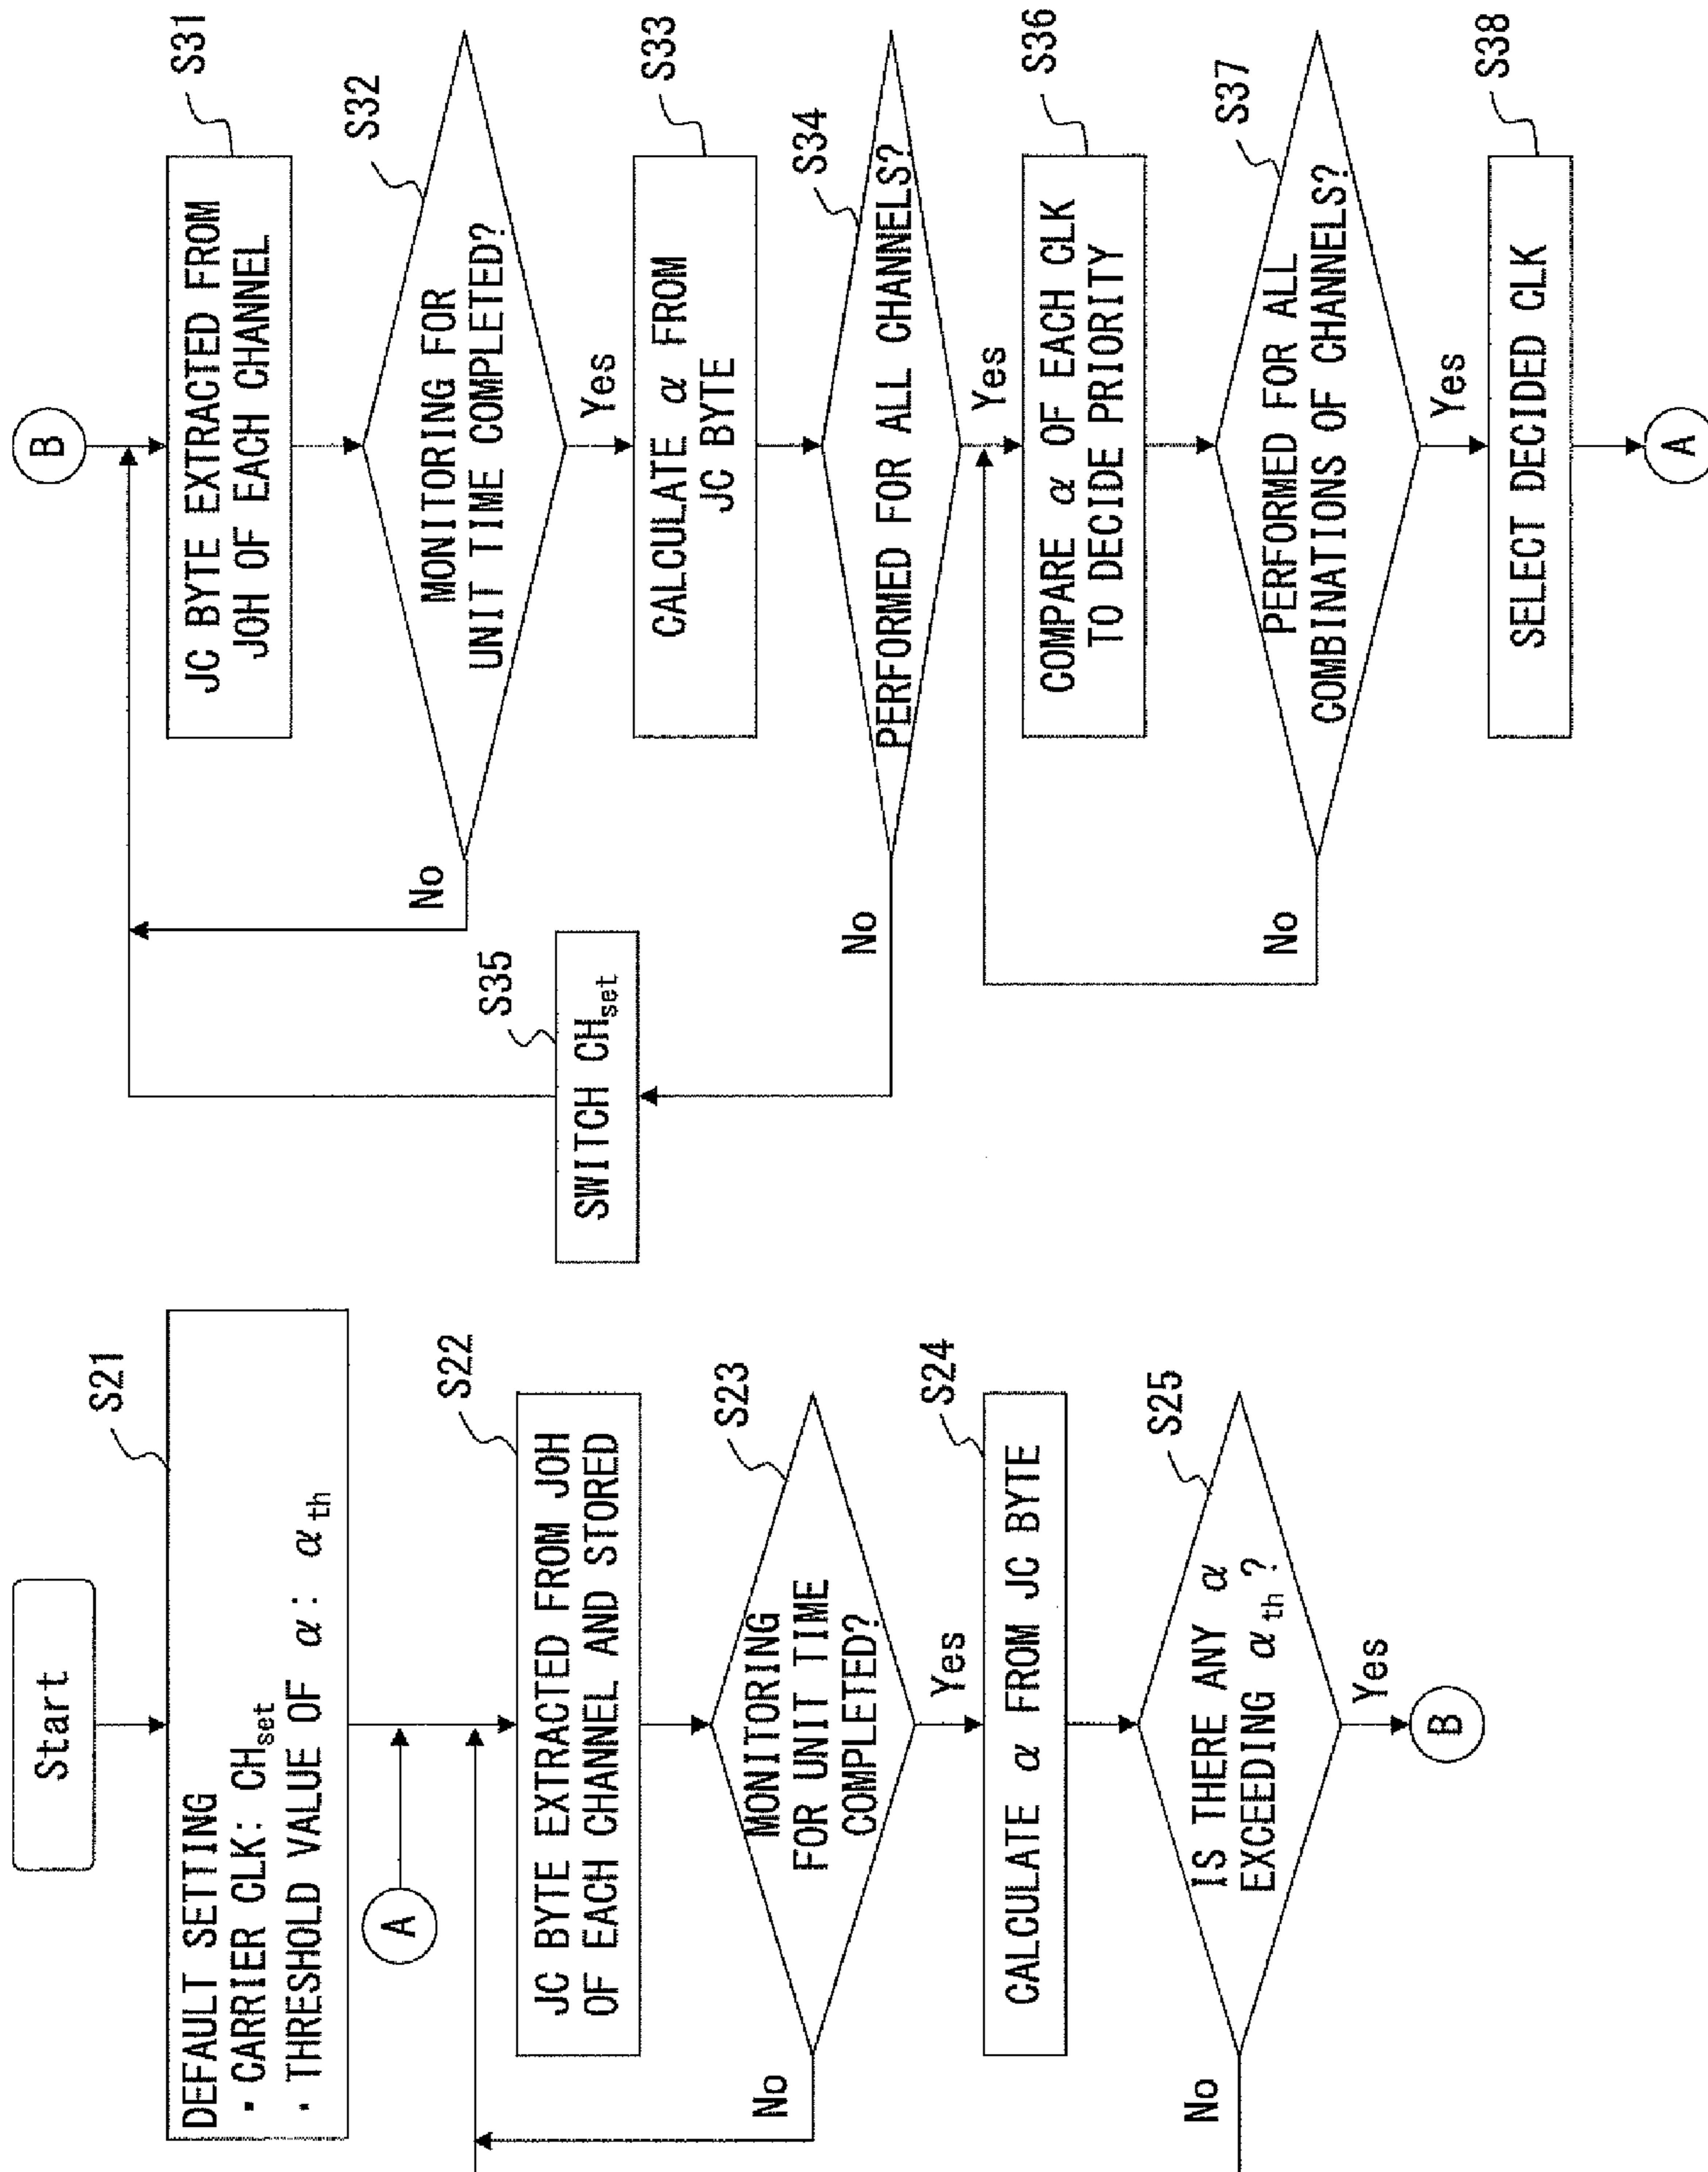 Start
S21
DEFAULT SETTING
・CARRIER CLK: CHset
・THRESHOLD VALUE OF α: αth
A
S22
JC BYTE EXTRACTED FROM JOH
OF EACH CHANNEL AND STORED
S23
MONITORING
FOR UNIT TIME
COMPLETED?
No
Yes
S24
CALCULATE α FROM JC BYTE
S25
IS THERE ANY α
EXCEEDING αth?
No
Yes
B
B
S31
JC BYTE EXTRACTED FROM
JOH OF EACH CHANNEL
S32
MONITORING FOR
UNIT TIME COMPLETED?
No
Yes
S33
CALCULATE α FROM
JC BYTE
S34
PERFORMED FOR ALL CHANNELS?
No
Yes
S35
SWITCH CHset
S36
COMPARE α OF EACH CLK
TO DECIDE PRIORITY
S37
PERFORMED FOR ALL
COMBINATIONS OF CHANNELS?
No
Yes
S38
SELECT DECIDED CLK
A